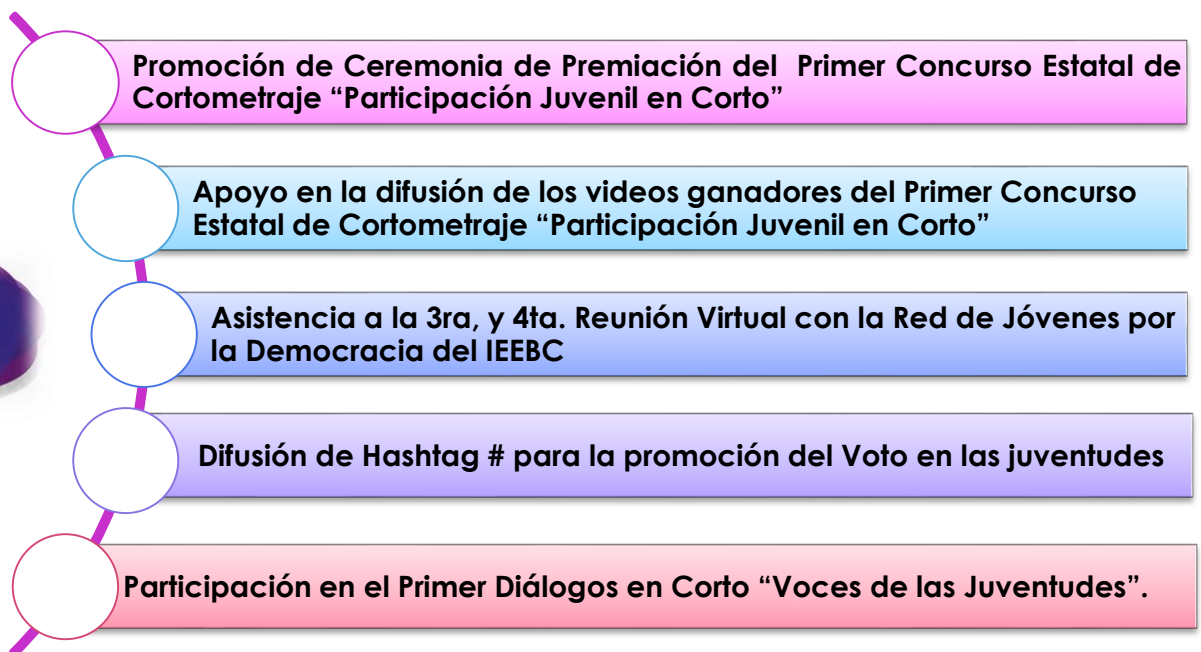 Promoción de Ceremonia de Premiación del Primer Concurso Estatal de
Cortometraje “Participación Juvenil en Corto”
Apoyo en la difusión de los videos ganadores del Primer Concurso
Estatal de Cortometraje “Participación Juvenil en Corto”
Asistencia a la 3ra, y 4ta. Reunión Virtual con la Red de Jóvenes por
la Democracia del IEEBC
Difusión de Hashtag # para la promoción del Voto en las juventudes
Participación en el Primer Diálogos en Corto “Voces de las Juventudes”.